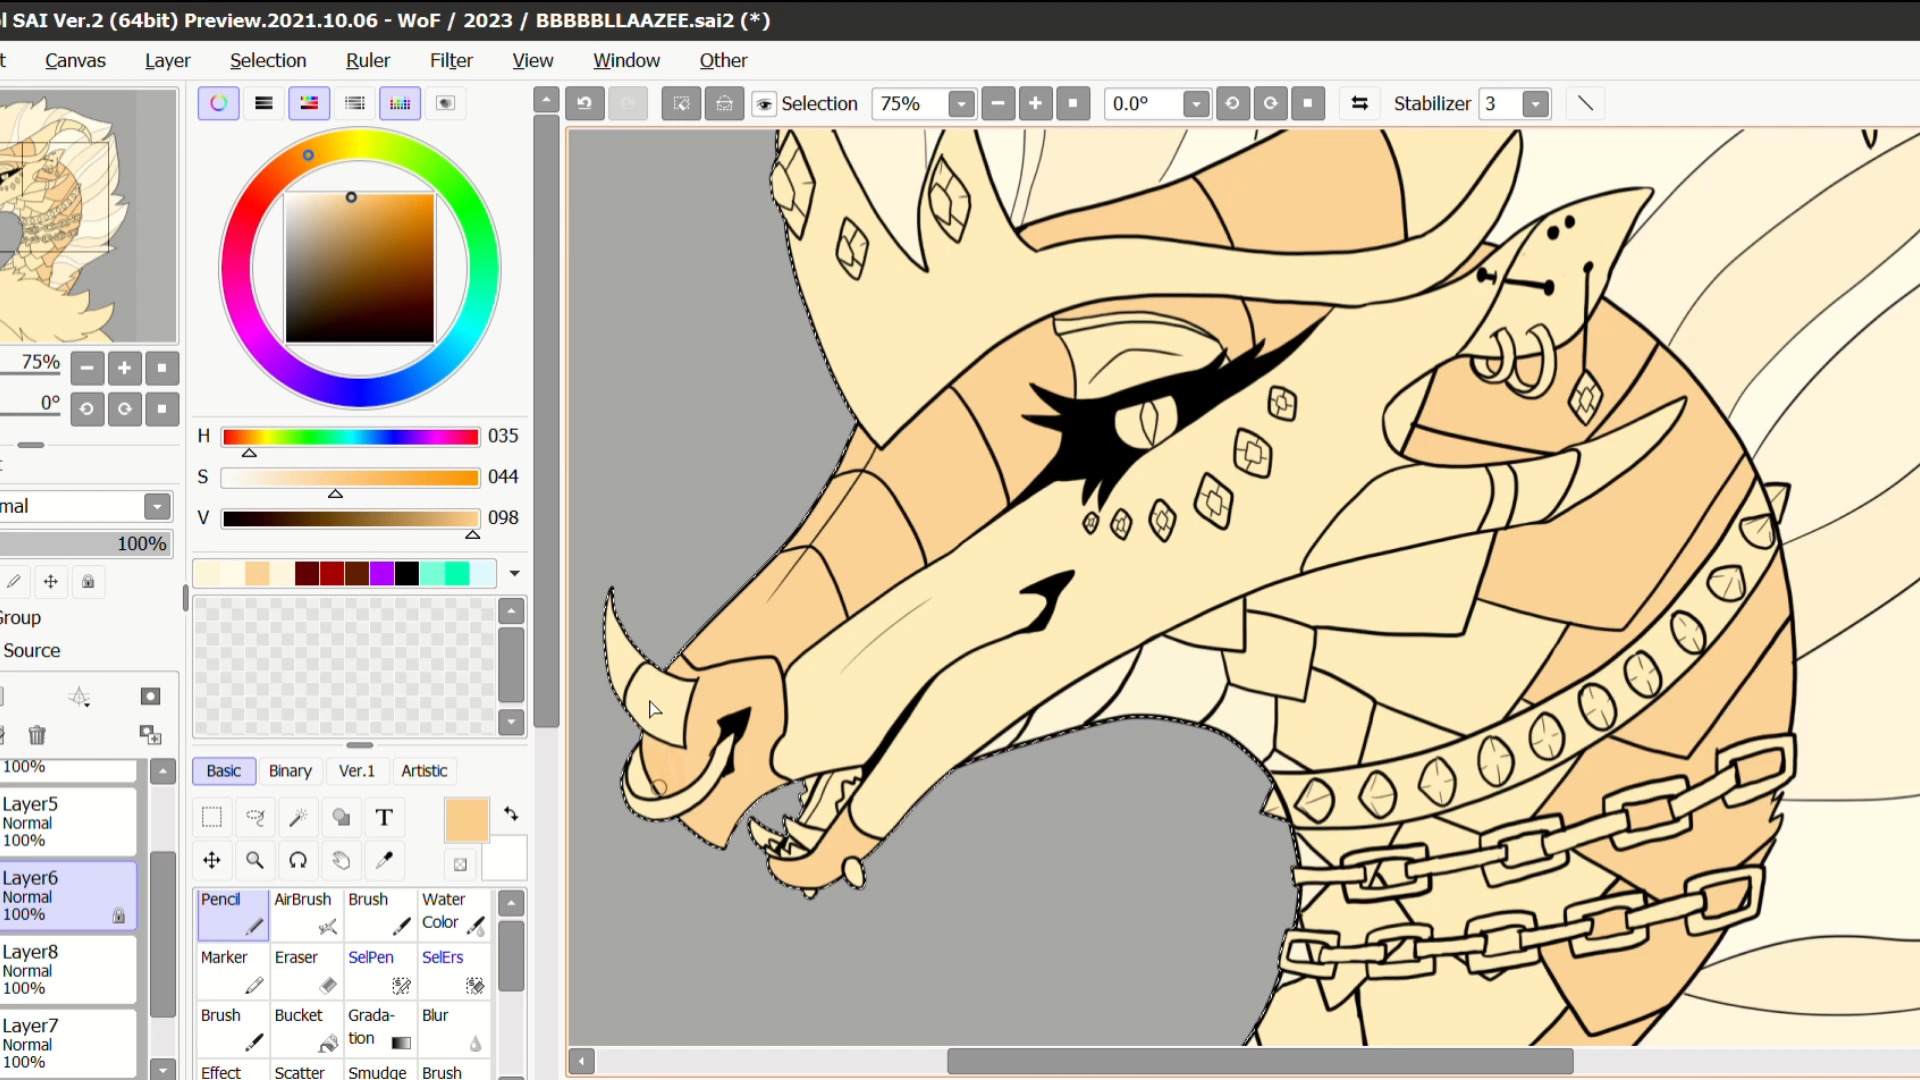 l SAI Ver.2 (64bit) Preview.2021.10.06 - WoF / 2023 / BBBBBLLAAZEE.sai2 (*)
t Canvas Layer Selection Ruler Filter View Window Other
Selection 75% 0.0° Stabilizer 3
75%
0°
H 035
S 044
V 098
mal
100%
Group
Source
Basic Binary Ver.1 Artistic
T
100%
Layer5
Normal
100%
Layer6
Normal
100%
Layer8
Normal
100%
Layer7
Normal
100%
Pencil AirBrush Brush Water
Color
Marker Eraser SelPen SelErs
Brush Bucket Grada- Blur
tion
Effect Scatter Smudge Brush